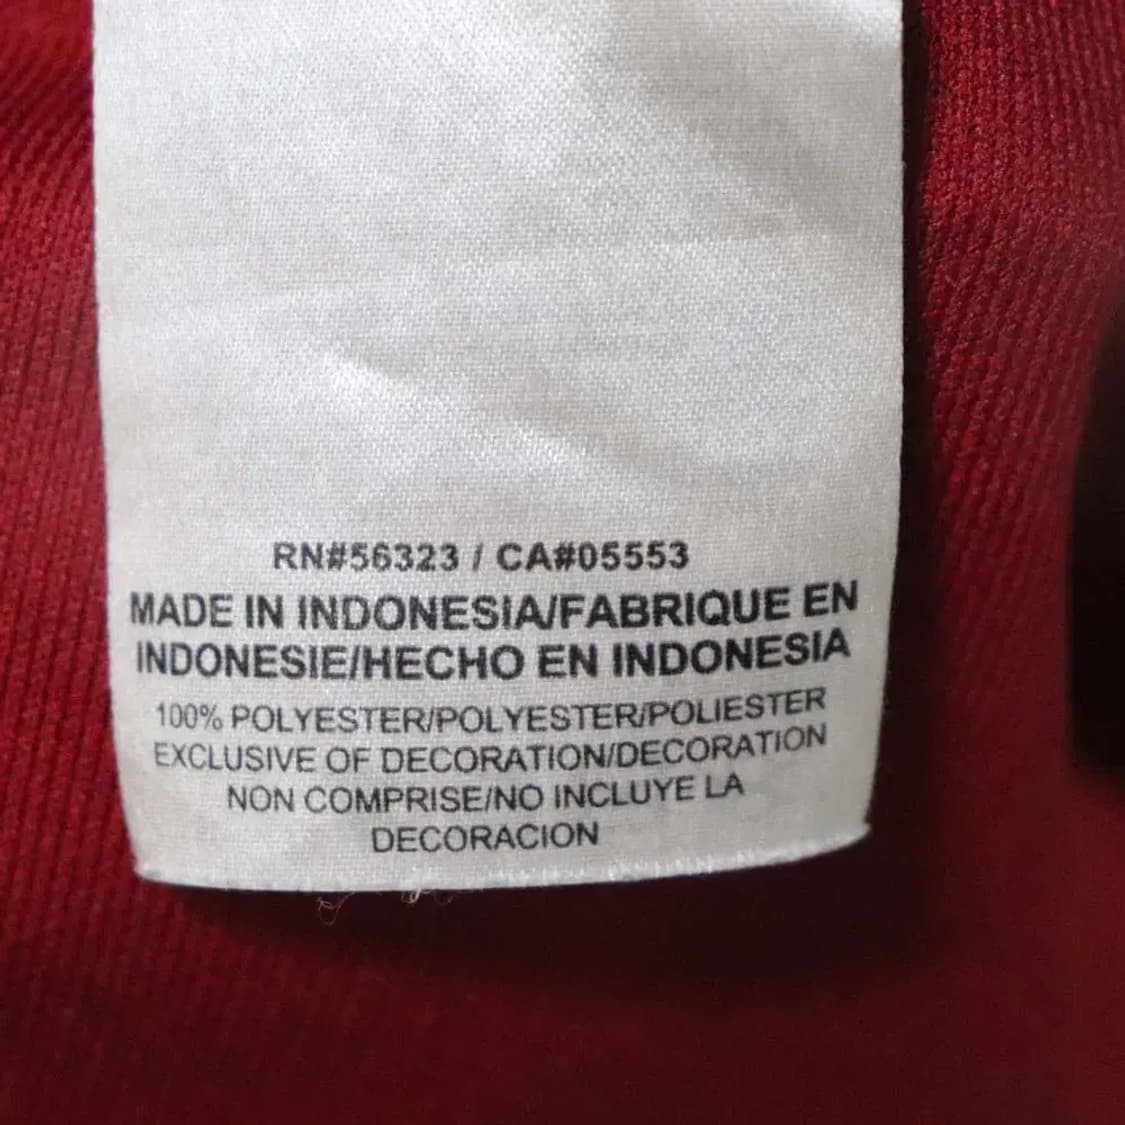 RN#56323 / CA#05553
MADE IN INDONESIA/FABRIQUE EN
INDONESIE/HECHO EN INDONESIA
100% POLYESTER/POLYESTER/POLIESTER
EXCLUSIVE OF DECORATION/DECORATION
NON COMPRISE/NO INCLUYE LA
DECORACION